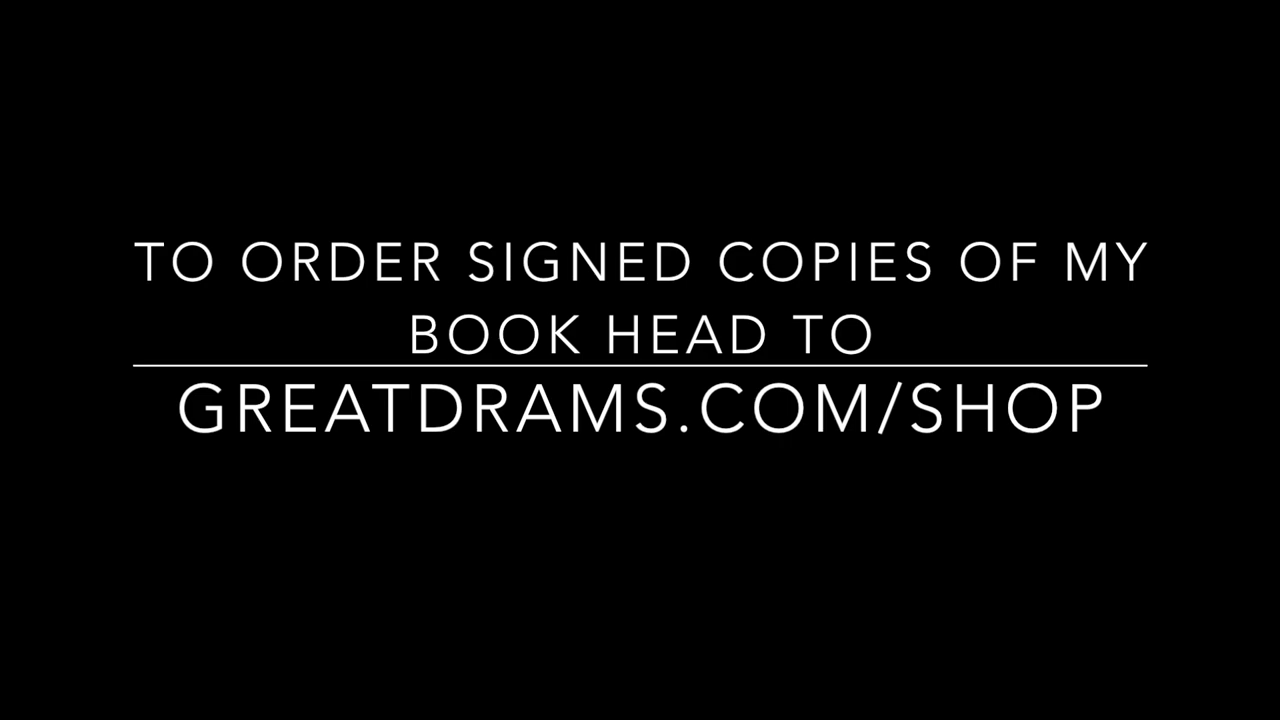 TO ORDER SIGNED COPIES OF MY
BOOK HEAD TO
GREATDRAMS.COM/SHOP